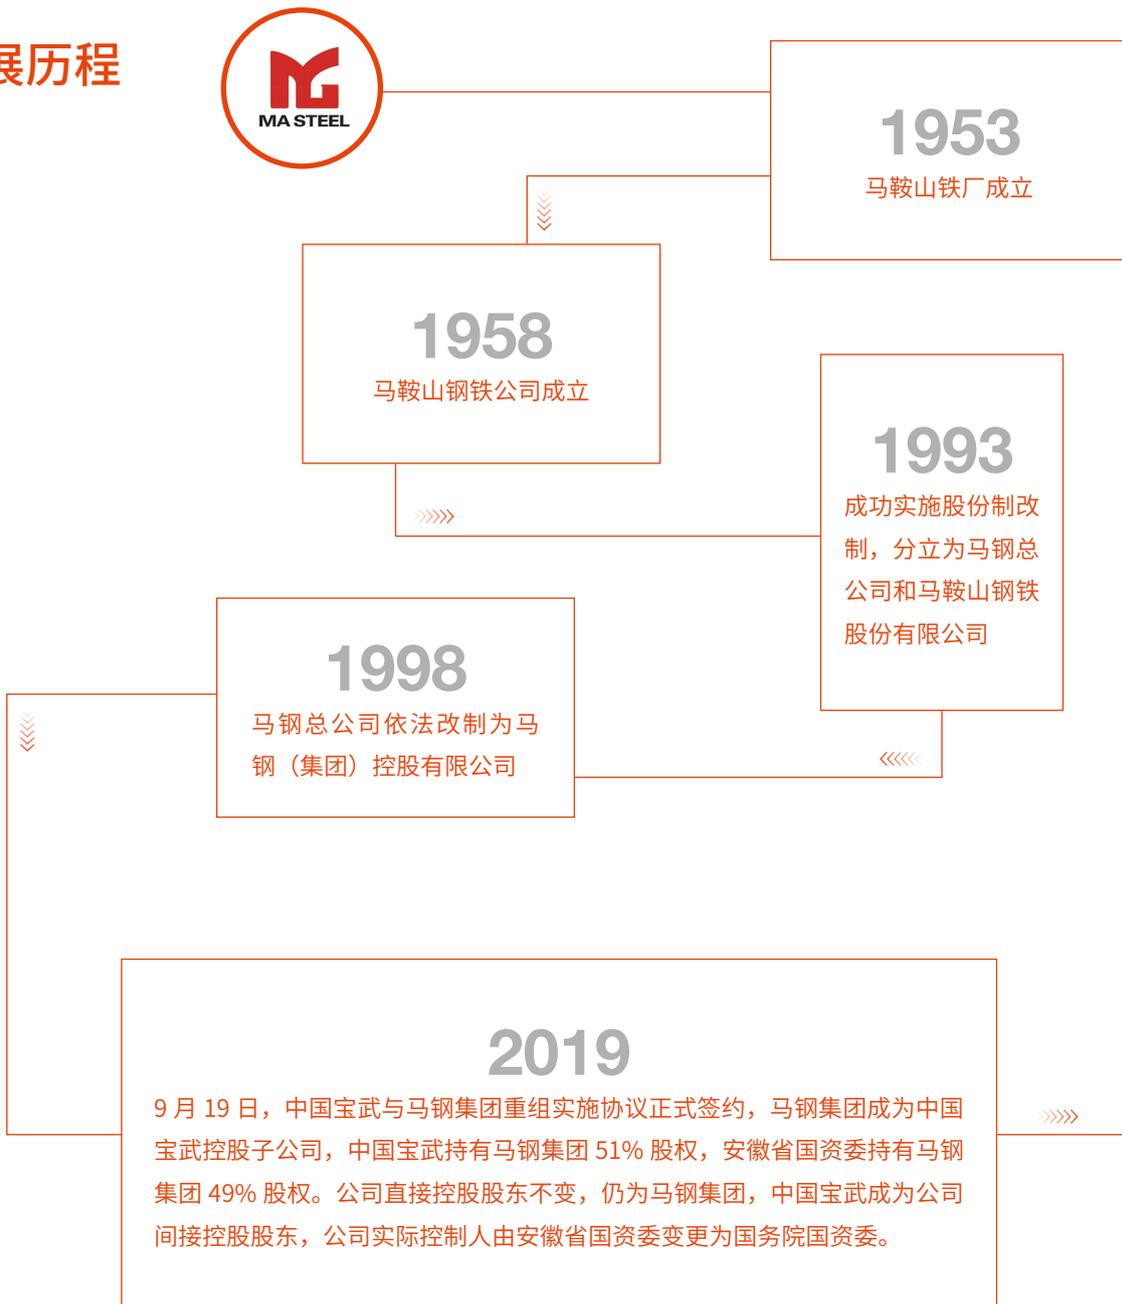 展历程
MA STEEL
1953
马鞍山铁厂成立
1958
马鞍山钢铁公司成立
1993
成功实施股份制改
制，分立为马钢总
公司和马鞍山钢铁
股份有限公司
1998
马钢总公司依法改制为马
钢（集团）控股有限公司
2019
9 月 19 日，中国宝武与马钢集团重组实施协议正式签约，马钢集团成为中国
宝武控股子公司，中国宝武持有马钢集团 51% 股权，安徽省国资委持有马钢
集团 49% 股权。公司直接控股股东不变，仍为马钢集团，中国宝武成为公司
间接控股股东，公司实际控制人由安徽省国资委变更为国务院国资委。